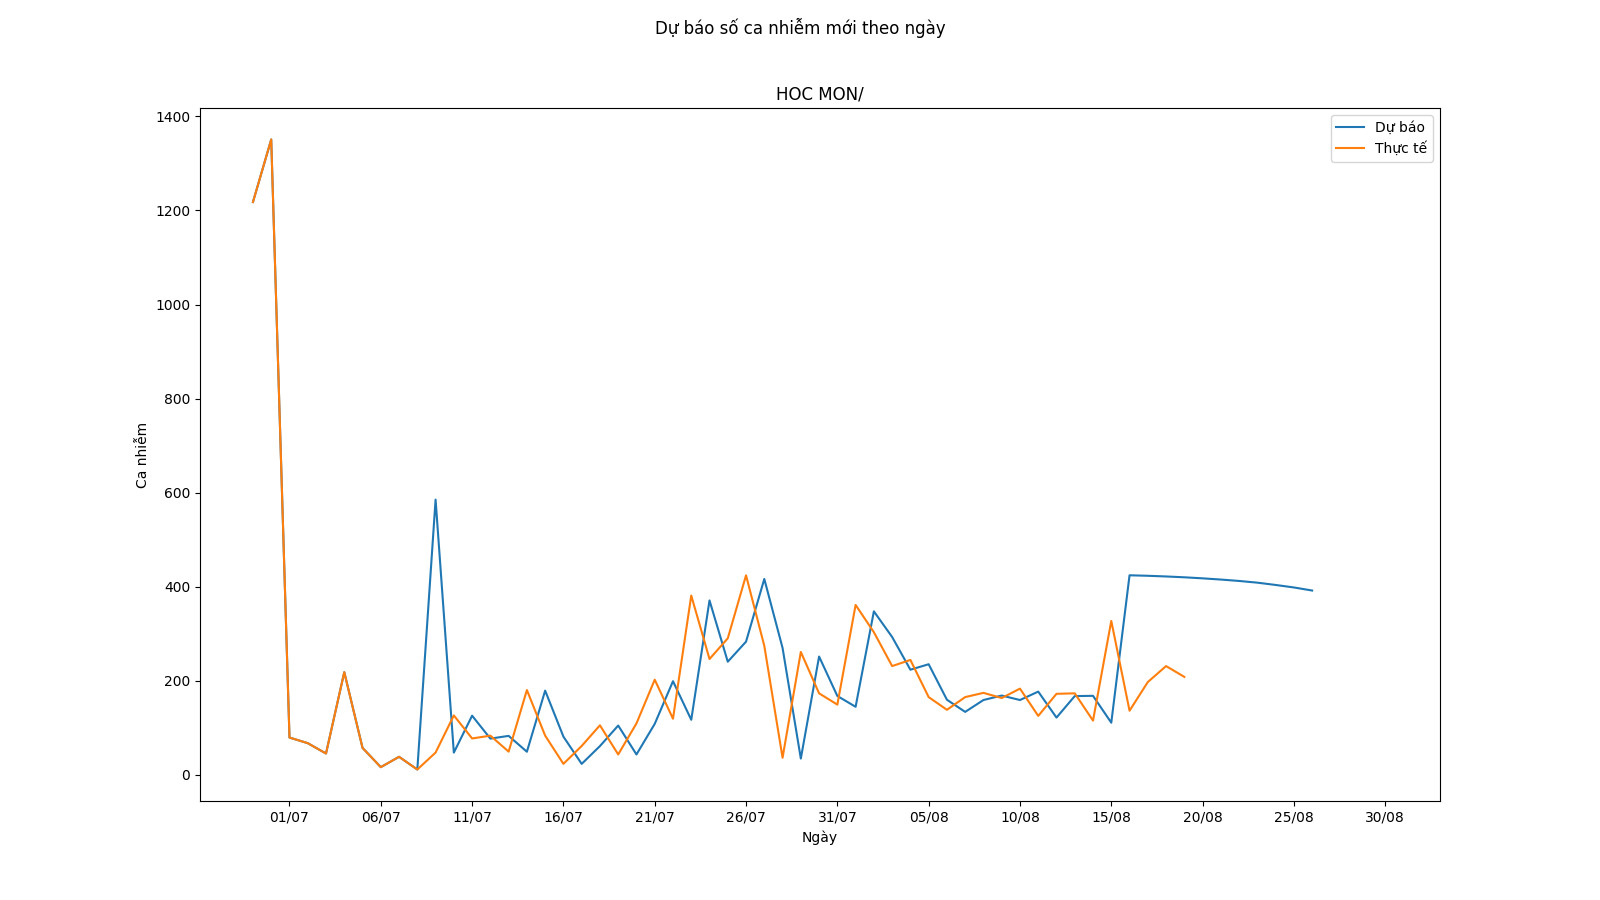 Dự báo số ca nhiễm mới theo ngày
HOC MON/
Dự báo
Thực tế
1400
1200
1000
800
600
400
200
0
Ca nhiễm
01/07 06/07 11/07 16/07 21/07 26/07 31/07 05/08 10/08 15/08 20/08 25/08 30/08
Ngày